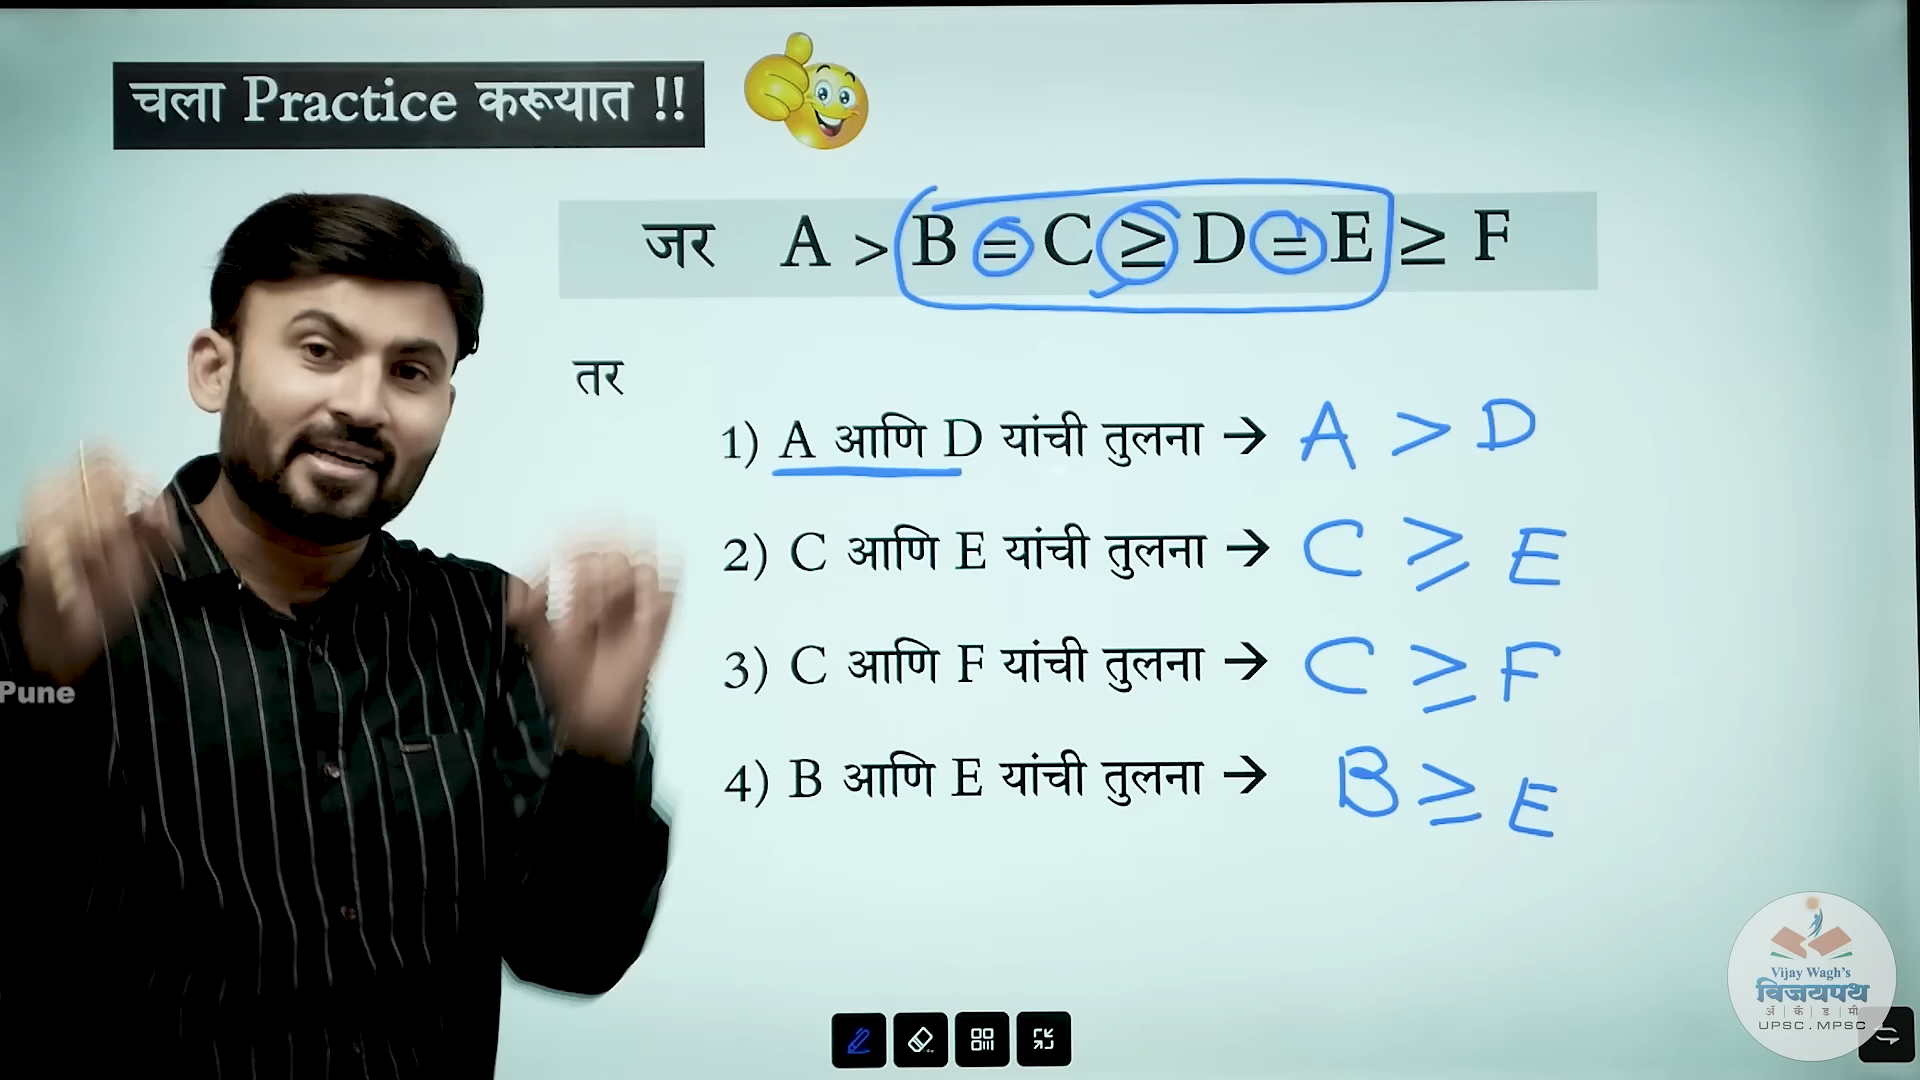 चला Practice करूयात !!
जर A > B = C ≥ D = E ≥ F
तर
1) A आणि D यांची तुलना → A > D
2) C आणि E यांची तुलना → C ≥ E
3) C आणि F यांची तुलना → C ≥ F
4) B आणि E यांची तुलना → B ≥ E
Pune
Vijay Wagh's
विजयपथ
अ‍ॅ | कॅ | ड | मी
UPSC . MPSC